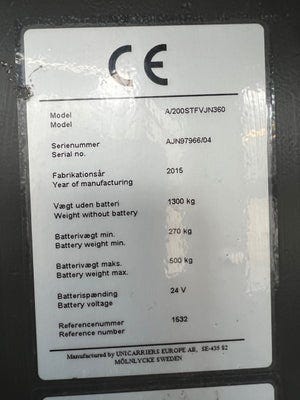 CE
Model A/200STFVJN360
Model
Serienummer AJN97966/04
Serial no.
Fabrikationsår 2015
Year of manufacturing
Vægt uden batteri 1300 kg
Weight without battery
Batterivægt min. 270 kg
Battery weight min.
Batterivægt maks. 500 kg
Battery weight max.
Batterispænding 24 V
Battery voltage
Referencenummer 1532
Reference number
Manufactured by UNICARRIERS EUROPE AB, SE-435 82
MÖLNLYCKE SWEDEN